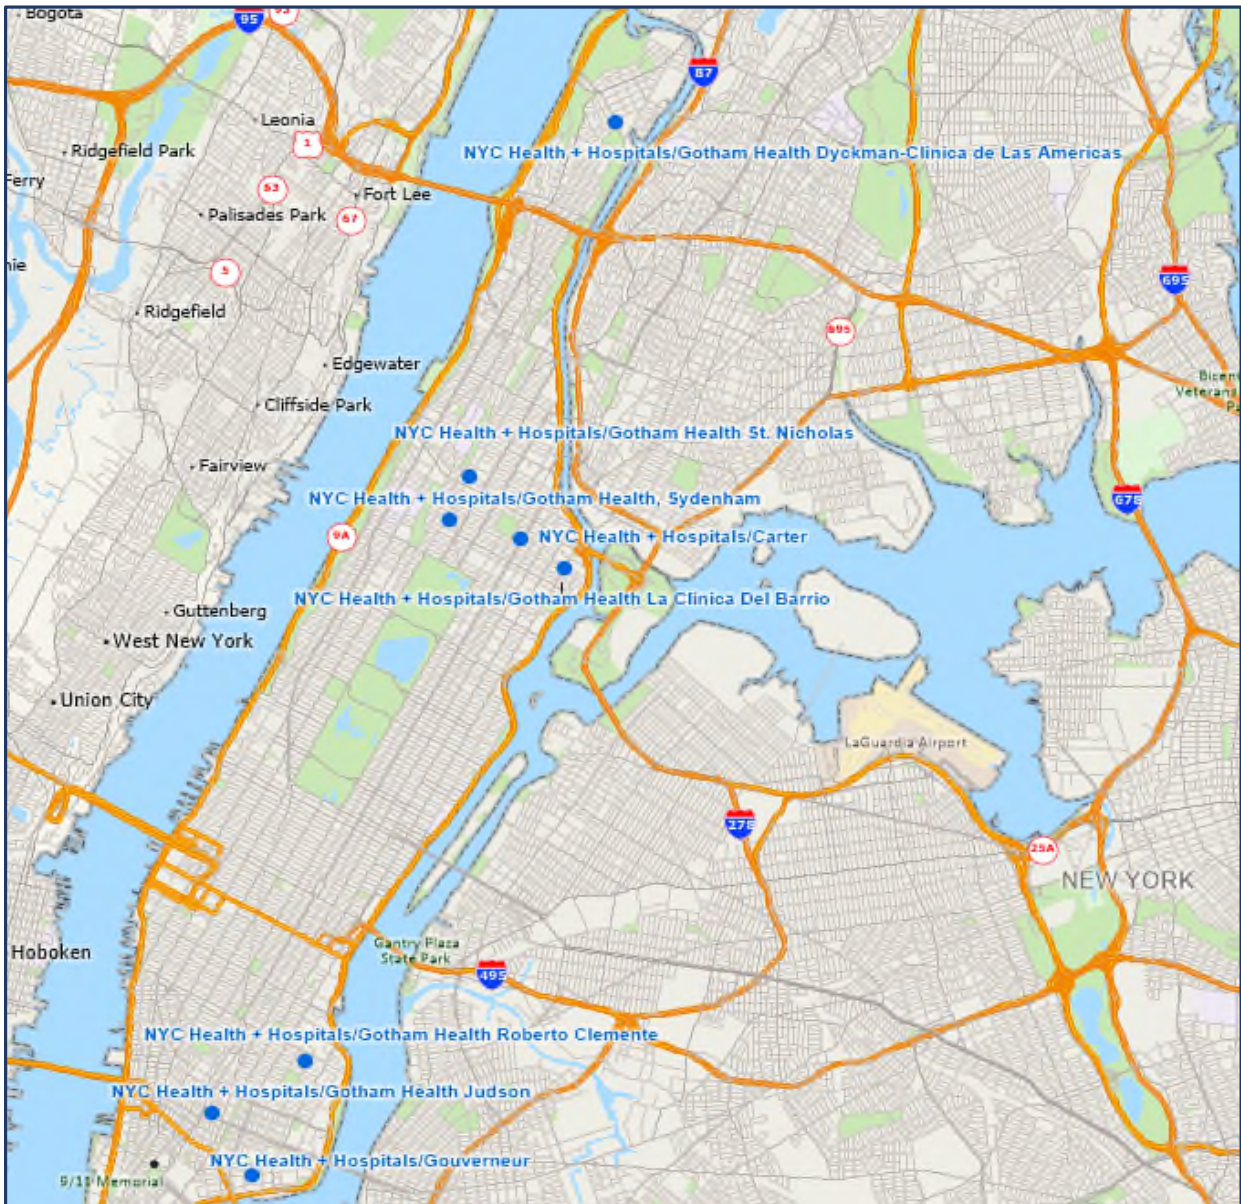 Bogota
95
93
87
Leonia
1
NYC Health + Hospitals/Gotham Health Dyckman-Clinica de Las Americas
Ridgefield Park
Ferry
63
Fort Lee
Palisades Park
67
5
695
Ridgefield
895
Edgewater
Veterans
Cliffside Park
NYC Health + Hospitals/Gotham Health St. Nicholas
Fairview
NYC Health + Hospitals/Gotham Health, Sydenham
678
9A
NYC Health + Hospitals/Carter
NYC Health + Hospitals/Gotham Health La Clinica Del Barrio
Guttenberg
West New York
Union City
LaGuardia Airport
278
25A
NEW YORK
Hoboken
Gantry Plaza
State Park
495
NYC Health + Hospitals/Gotham Health Roberto Clemente
NYC Health + Hospitals/Gotham Health Judson
NYC Health + Hospitals/Gouverneur
9/11 Memorial